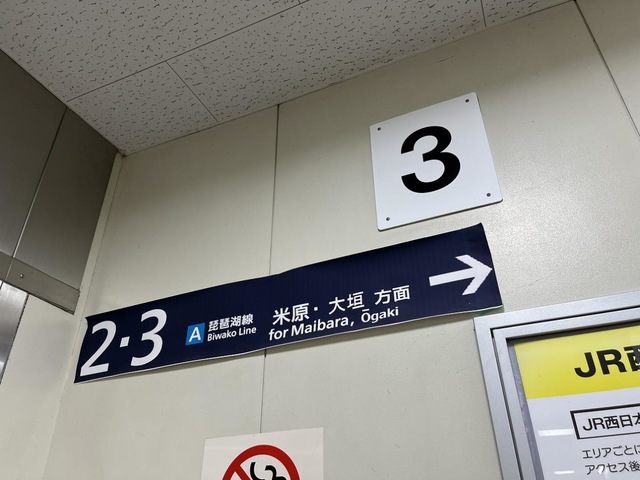 3
2・3
A 琵琶湖線
Biwako Line
米原・大垣 方面
for Maibara, Ōgaki
JR西
JR西日本
エリアごとに
アクセス後